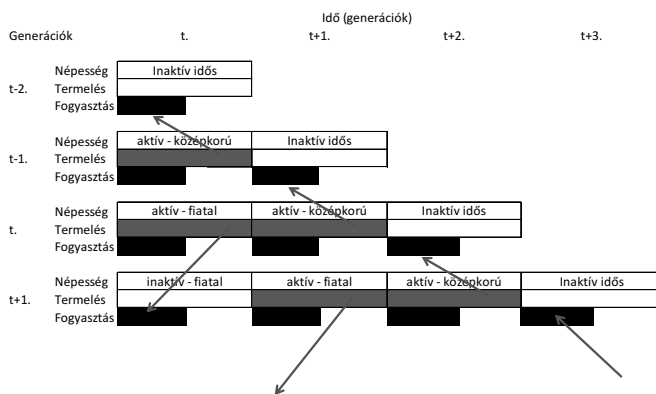 Idő (generációk)
Generációk t. t+1. t+2. t+3.
Népesség Inaktív idős
t-2. Termelés
Fogyasztás
Népesség aktív - középkorú Inaktív idős
t-1. Termelés
Fogyasztás
Népesség aktív - fiatal aktív - középkorú Inaktív idős
t. Termelés
Fogyasztás
Népesség inaktív - fiatal aktív - fiatal aktív - középkorú Inaktív idős
t+1. Termelés
Fogyasztás